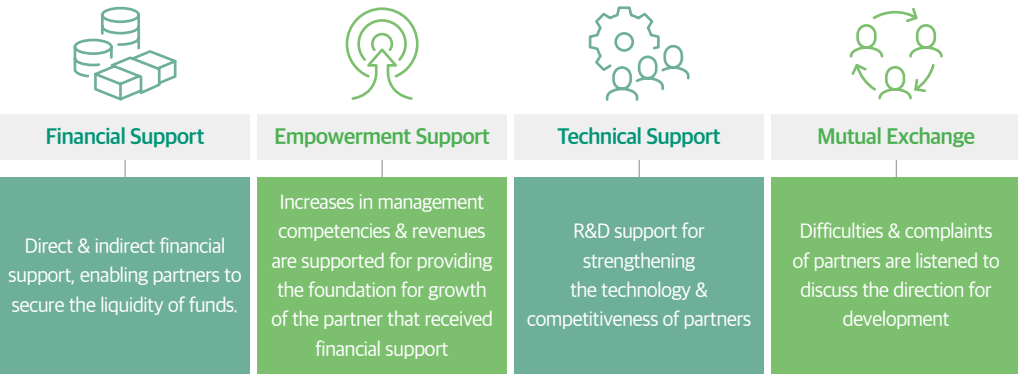 Financial Support
Direct & indirect financial
support, enabling partners to
secure the liquidity of funds.
Empowerment Support
Increases in management
competencies & revenues
are supported for providing
the foundation for growth
of the partner that received
financial support
Technical Support
R&D support for
strengthening
the technology &
competitiveness of partners
Mutual Exchange
Difficulties & complaints
of partners are listened to
discuss the direction for
development